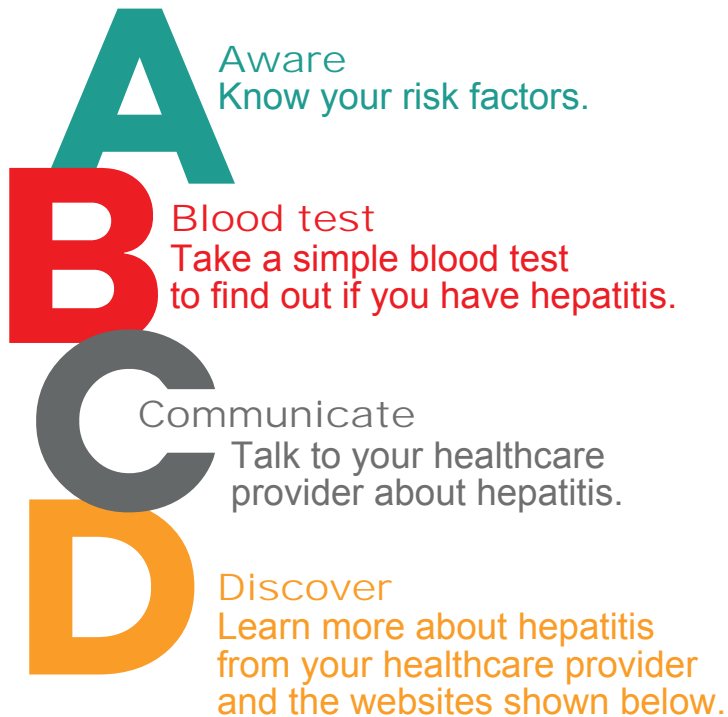 A
Aware
Know your risk factors.
B
Blood test
Take a simple blood test
to find out if you have hepatitis.
C
Communicate
Talk to your healthcare
provider about hepatitis.
D
Discover
Learn more about hepatitis
from your healthcare provider
and the websites shown below.